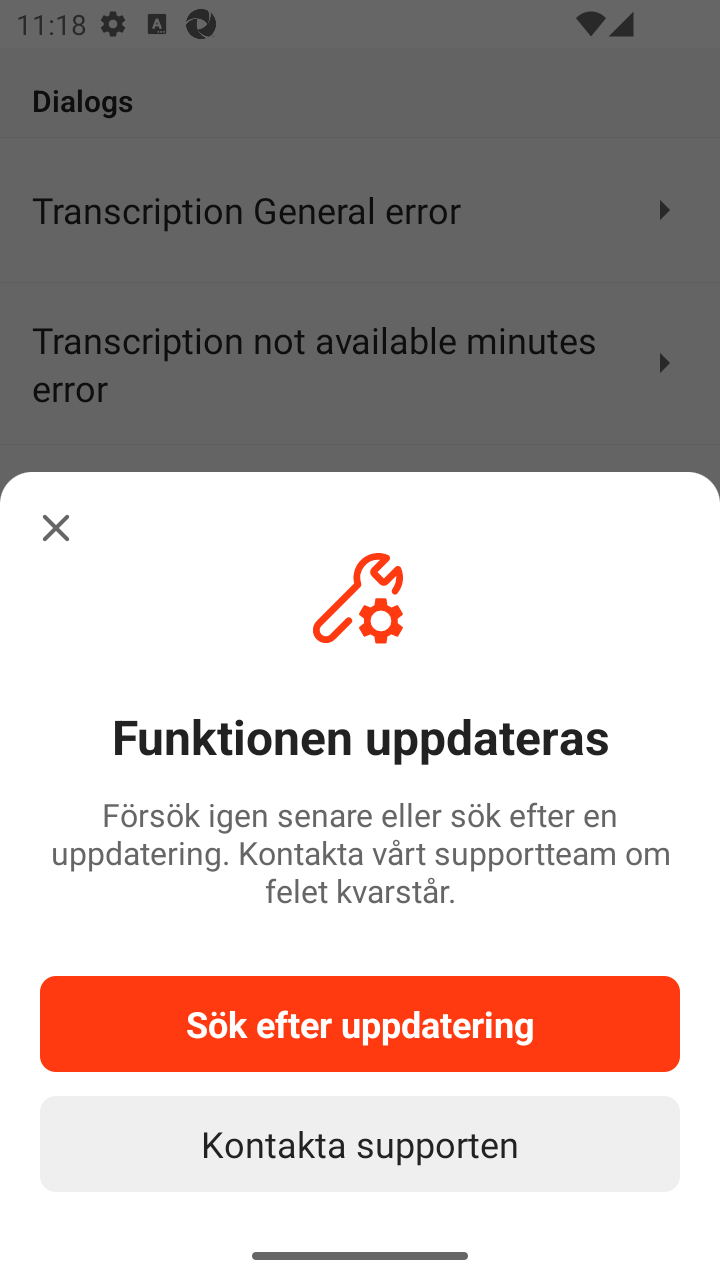 11:18
Dialogs
Transcription General error
Transcription not available minutes
error
Funktionen uppdateras
Försök igen senare eller sök efter en
uppdatering. Kontakta vårt supportteam om
felet kvarstår.
Sök efter uppdatering
Kontakta supporten